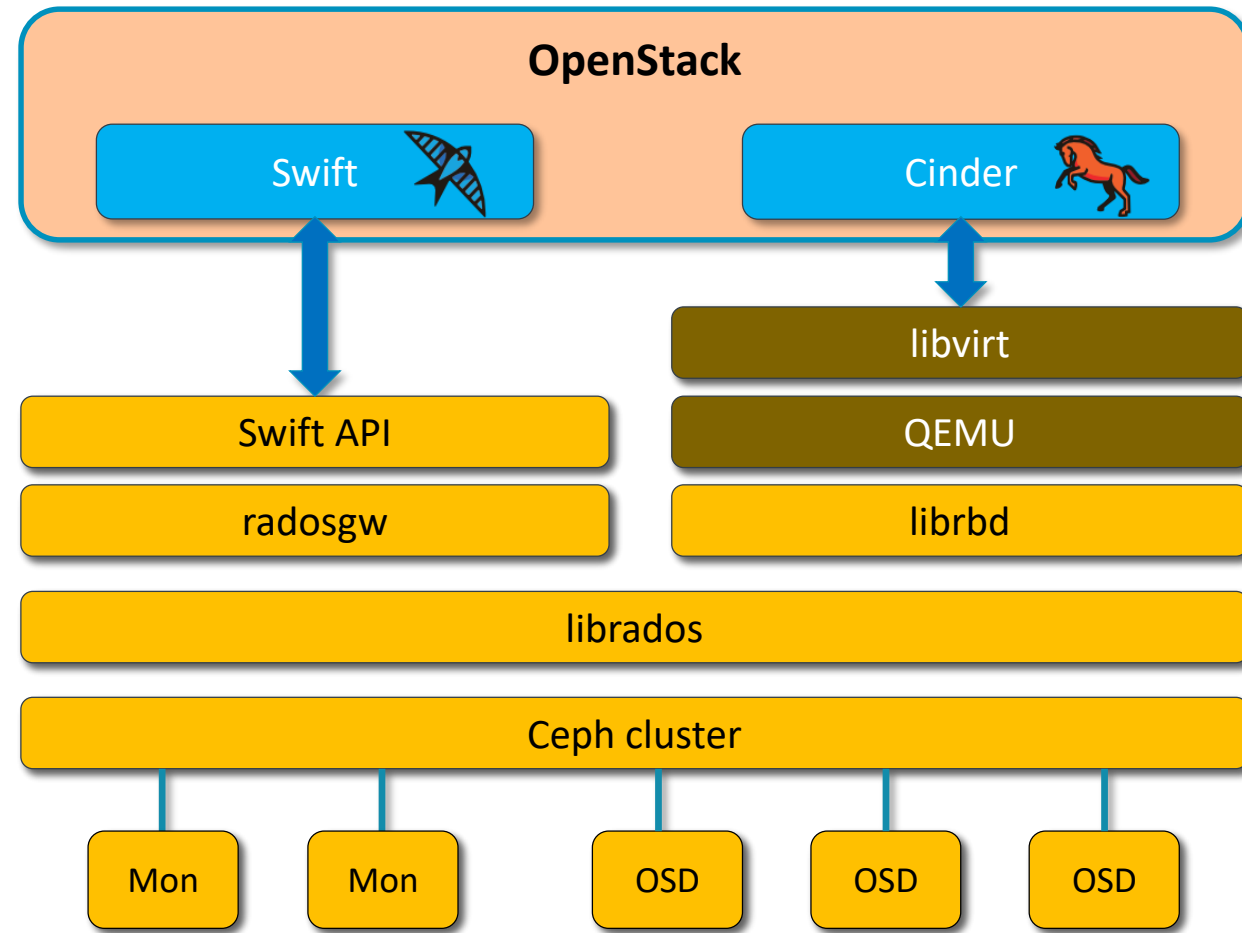 OpenStack
Swift
Cinder
libvirt
Swift API
QEMU
radosgw
librbd
librados
Ceph cluster
Mon
Mon
OSD
OSD
OSD